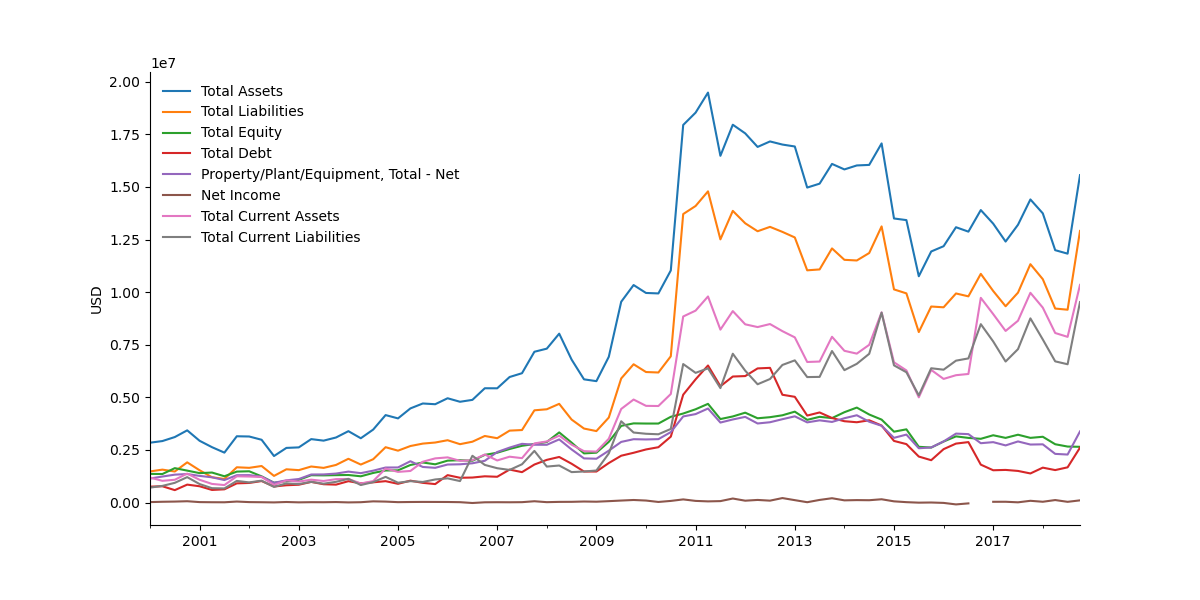 1e7
2.00
1.75
1.50
1.25
1.00
0.75
0.50
0.25
0.00
USD
Total Assets
Total Liabilities
Total Equity
Total Debt
Property/Plant/Equipment, Total - Net
Net Income
Total Current Assets
Total Current Liabilities
2001 2003 2005 2007 2009 2011 2013 2015 2017